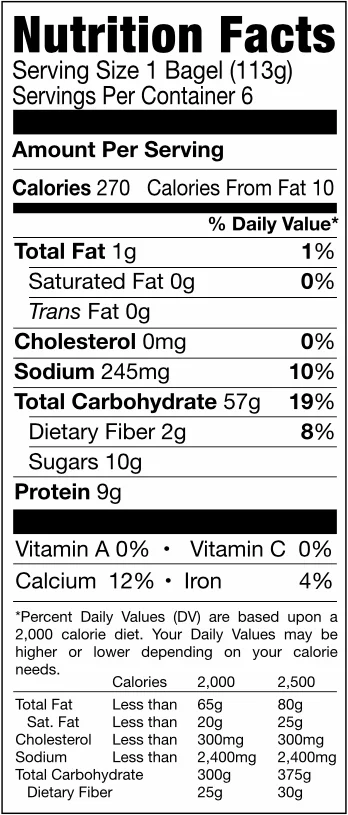 Nutrition Facts
Serving Size 1 Bagel (113g)
Servings Per Container 6
Amount Per Serving
Calories 270 Calories From Fat 10
% Daily Value*
Total Fat 1g 1%
Saturated Fat 0g 0%
Trans Fat 0g
Cholesterol 0mg 0%
Sodium 245mg 10%
Total Carbohydrate 57g 19%
Dietary Fiber 2g 8%
Sugars 10g
Protein 9g
Vitamin A 0% • Vitamin C 0%
Calcium 12% • Iron 4%
*Percent Daily Values (DV) are based upon a
2,000 calorie diet. Your Daily Values may be
higher or lower depending on your calorie
needs.
Calories 2,000 2,500
Total Fat Less than 65g 80g
Sat. Fat Less than 20g 25g
Cholesterol Less than 300mg 300mg
Sodium Less than 2,400mg 2,400mg
Total Carbohydrate 300g 375g
Dietary Fiber 25g 30g